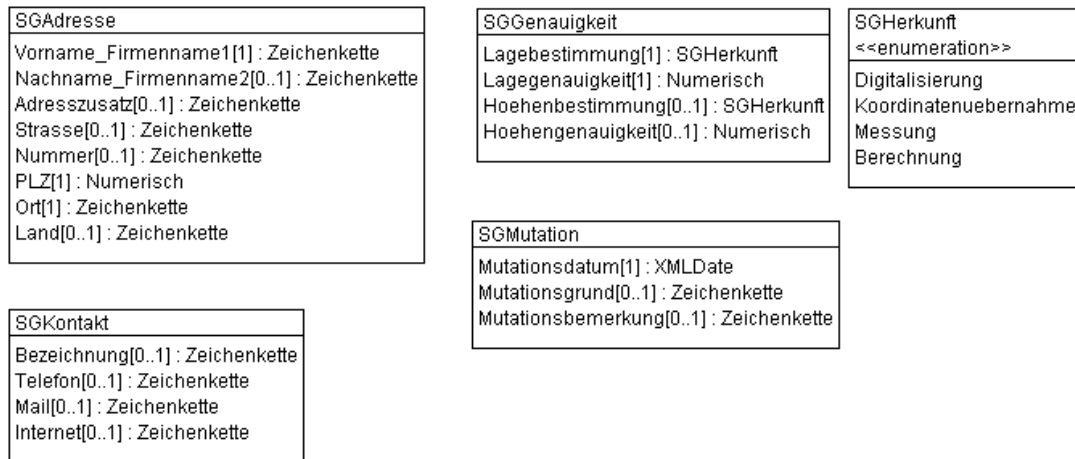 SGAdresse
Vorname_Firmenname1[1] : Zeichenkette
Nachname_Firmenname2[0..1] : Zeichenkette
Adresszusatz[0..1] : Zeichenkette
Strasse[0..1] : Zeichenkette
Nummer[0..1] : Zeichenkette
PLZ[1] : Numerisch
Ort[1] : Zeichenkette
Land[0..1] : Zeichenkette
SGGenauigkeit
Lagebestimmung[1] : SGHerkunft
Lagegenauigkeit[1] : Numerisch
Hoehenbestimmung[0..1] : SGHerkunft
Hoehengenauigkeit[0..1] : Numerisch
SGHerkunft
<<enumeration>>
Digitalisierung
Koordinatenuebernahme
Messung
Berechnung
SGMutation
Mutationsdatum[1] : XMLDate
Mutationsgrund[0..1] : Zeichenkette
Mutationsbemerkung[0..1] : Zeichenkette
SGKontakt
Bezeichnung[0..1] : Zeichenkette
Telefon[0..1] : Zeichenkette
Mail[0..1] : Zeichenkette
Internet[0..1] : Zeichenkette